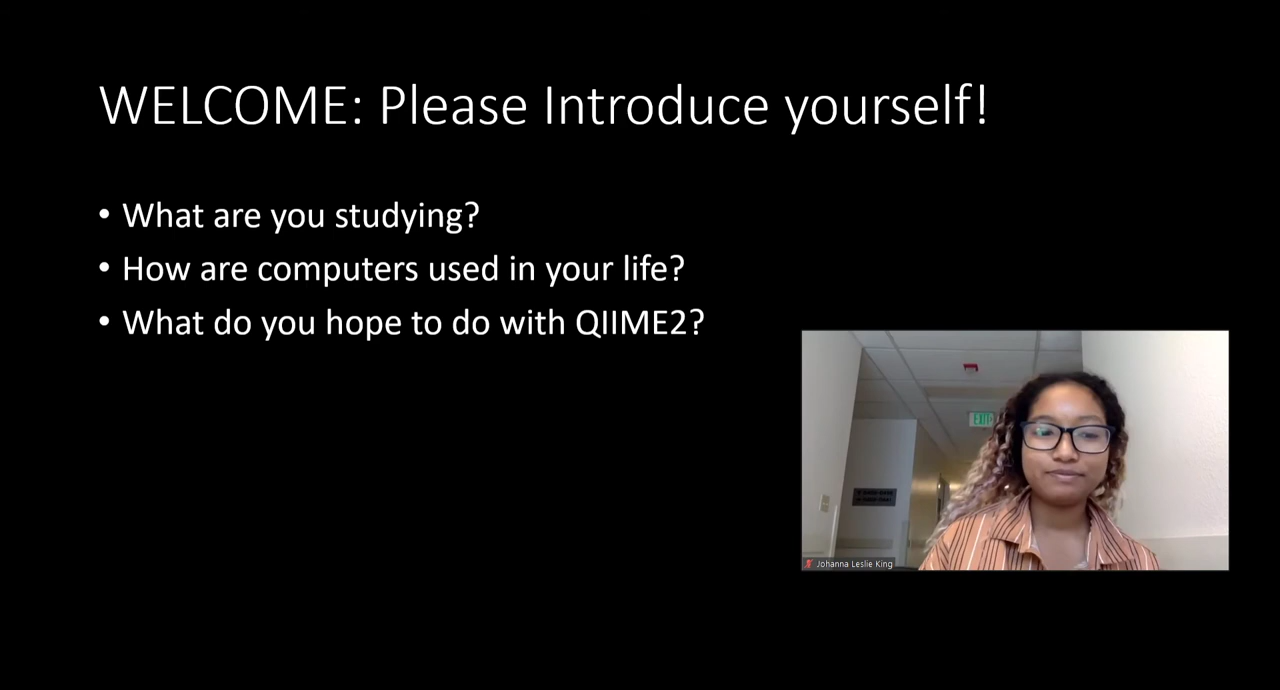 WELCOME: Please Introduce yourself!
• What are you studying?
• How are computers used in your life?
• What do you hope to do with QIIME2?
EXIT
Johanna Leslie King